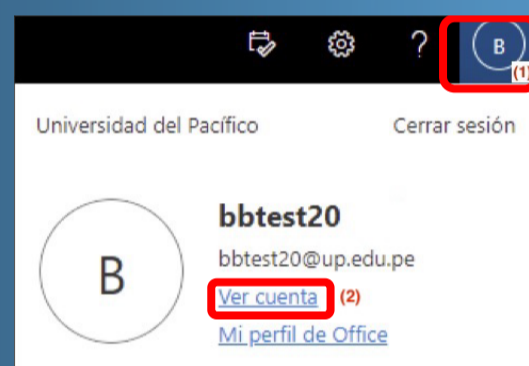 ?
B
(1)
Universidad del Pacífico
Cerrar sesión
B
bbtest20
bbtest20@up.edu.pe
Ver cuenta (2)
Mi perfil de Office